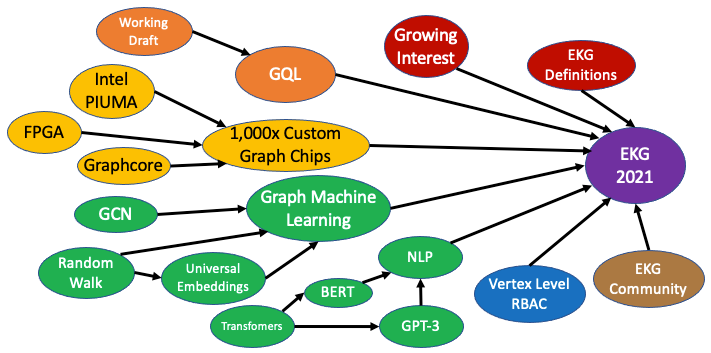 Working
Draft
GQL
Growing
Interest
EKG
Definitions
Intel
PIUMA
FPGA
Graphcore
1,000x Custom
Graph Chips
EKG
2021
GCN
Graph Machine
Learning
Random
Walk
Universal
Embeddings
NLP
BERT
Transfomers
GPT-3
Vertex Level
RBAC
EKG
Community